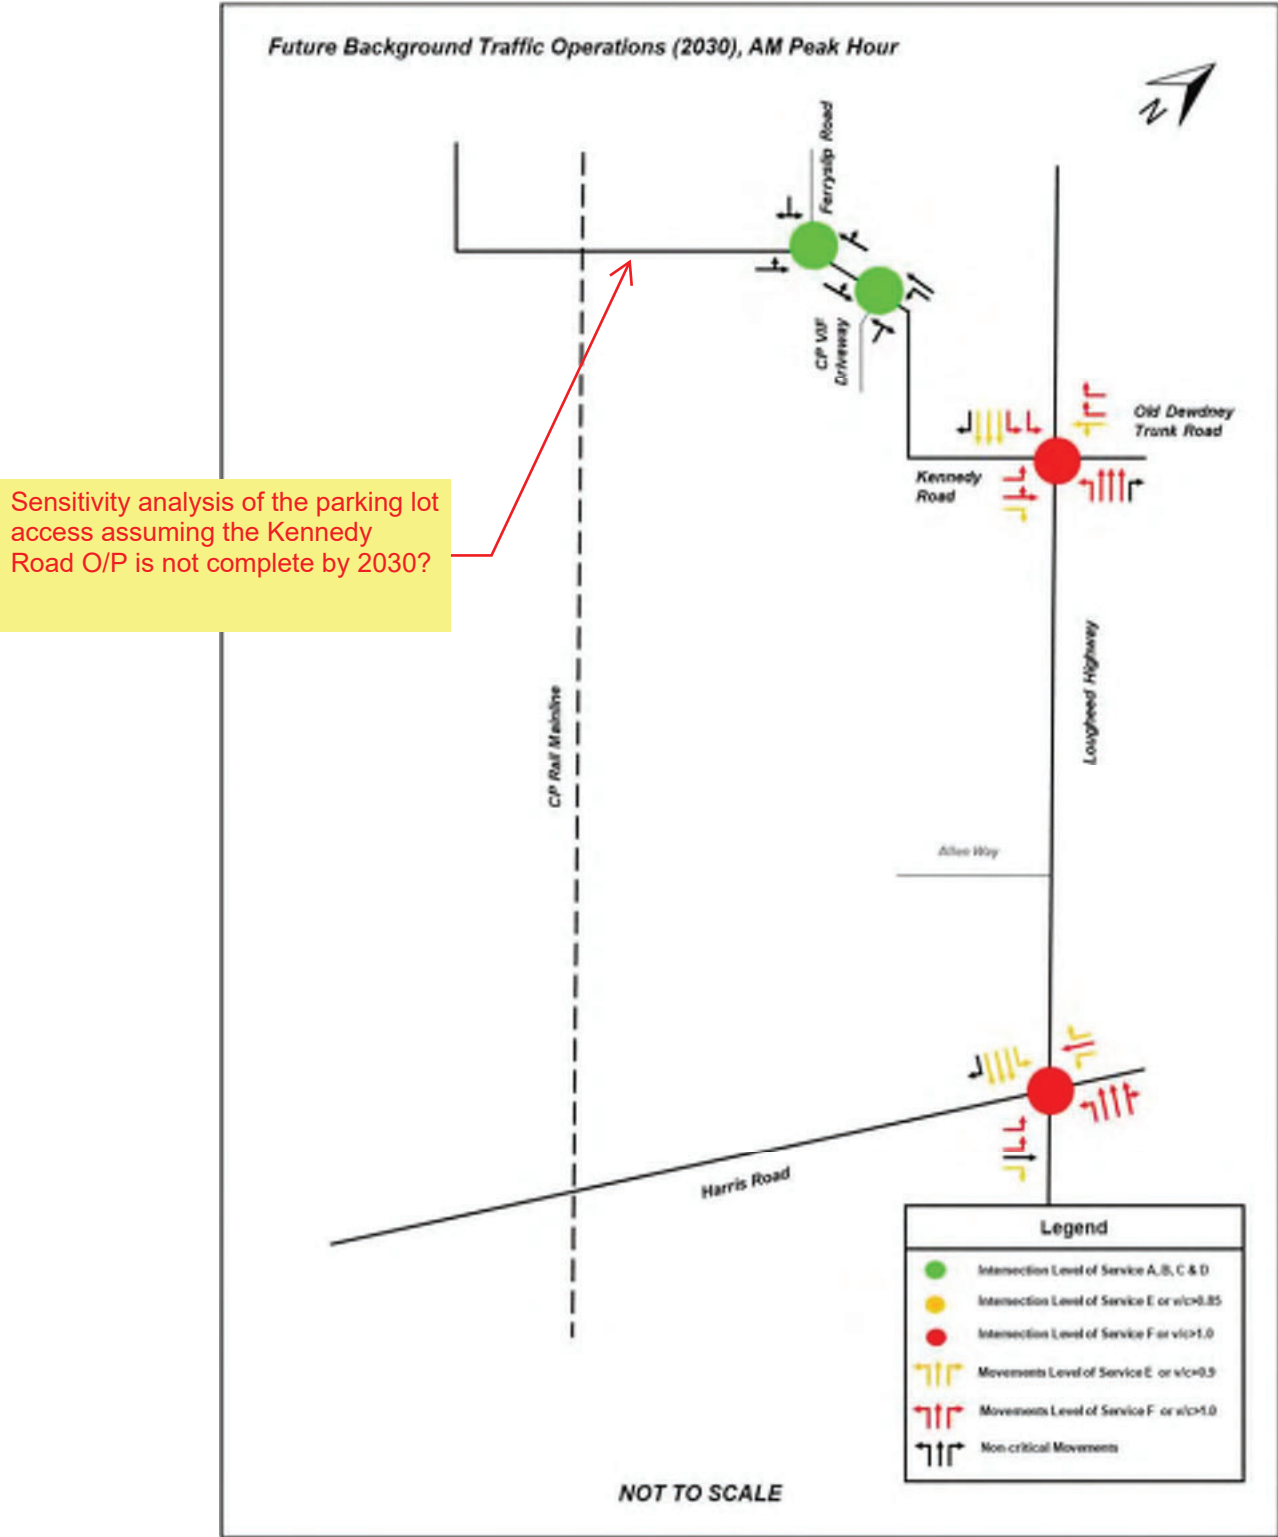 Future Background Traffic Operations (2030), AM Peak Hour
N
Ferryslip Road
CP VIF
Driveway
Old Dewdney
Trunk Road
Kennedy
Road
Sensitivity analysis of the parking lot
access assuming the Kennedy
Road O/P is not complete by 2030?
Lougheed Highway
CP Rail Mainline
Allen Way
Harris Road
Legend
Intersection Level of Service A, B, C & D
Intersection Level of Service E or v/c>0.85
Intersection Level of Service F or v/c>1.0
Movements Level of Service E or v/c>0.9
Movements Level of Service F or v/c>1.0
Non-critical Movements
NOT TO SCALE